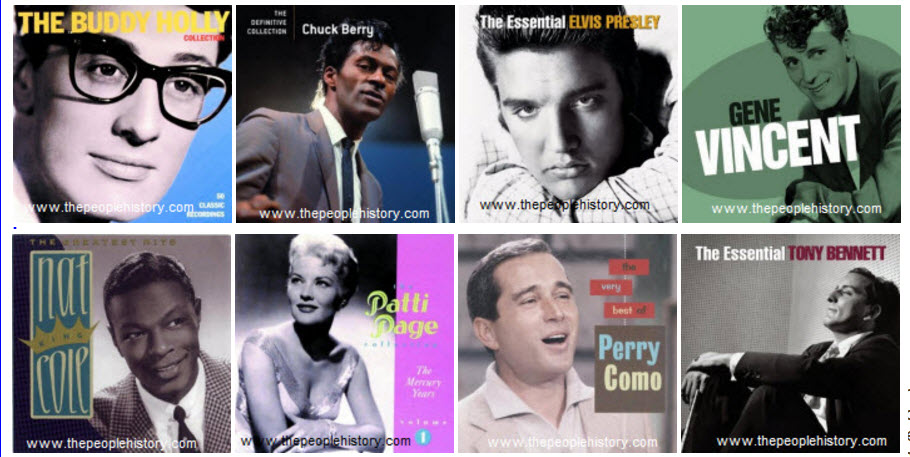 THE BUDDY HOLLY
COLLECTION
50
CLASSIC
RECORDINGS
www.thepeoplehistory.com
THE
DEFINITIVE
COLLECTION
Chuck Berry
www.thepeoplehistory.com
The Essential ELVIS PRESLEY
www.thepeoplehistory.com
GENE
VINCENT
www.thepeoplehistory.com
THE GREATEST HITS
nat
KING
cole
www.thepeoplehistory.com
the
Patti
Page
collection
The
Mercury
Years
volume
1
www.thepeoplehistory.com
the
very
best of
Perry
Como
www.thepeoplehistory.com
The Essential TONY BENNETT
www.thepeoplehistory.com